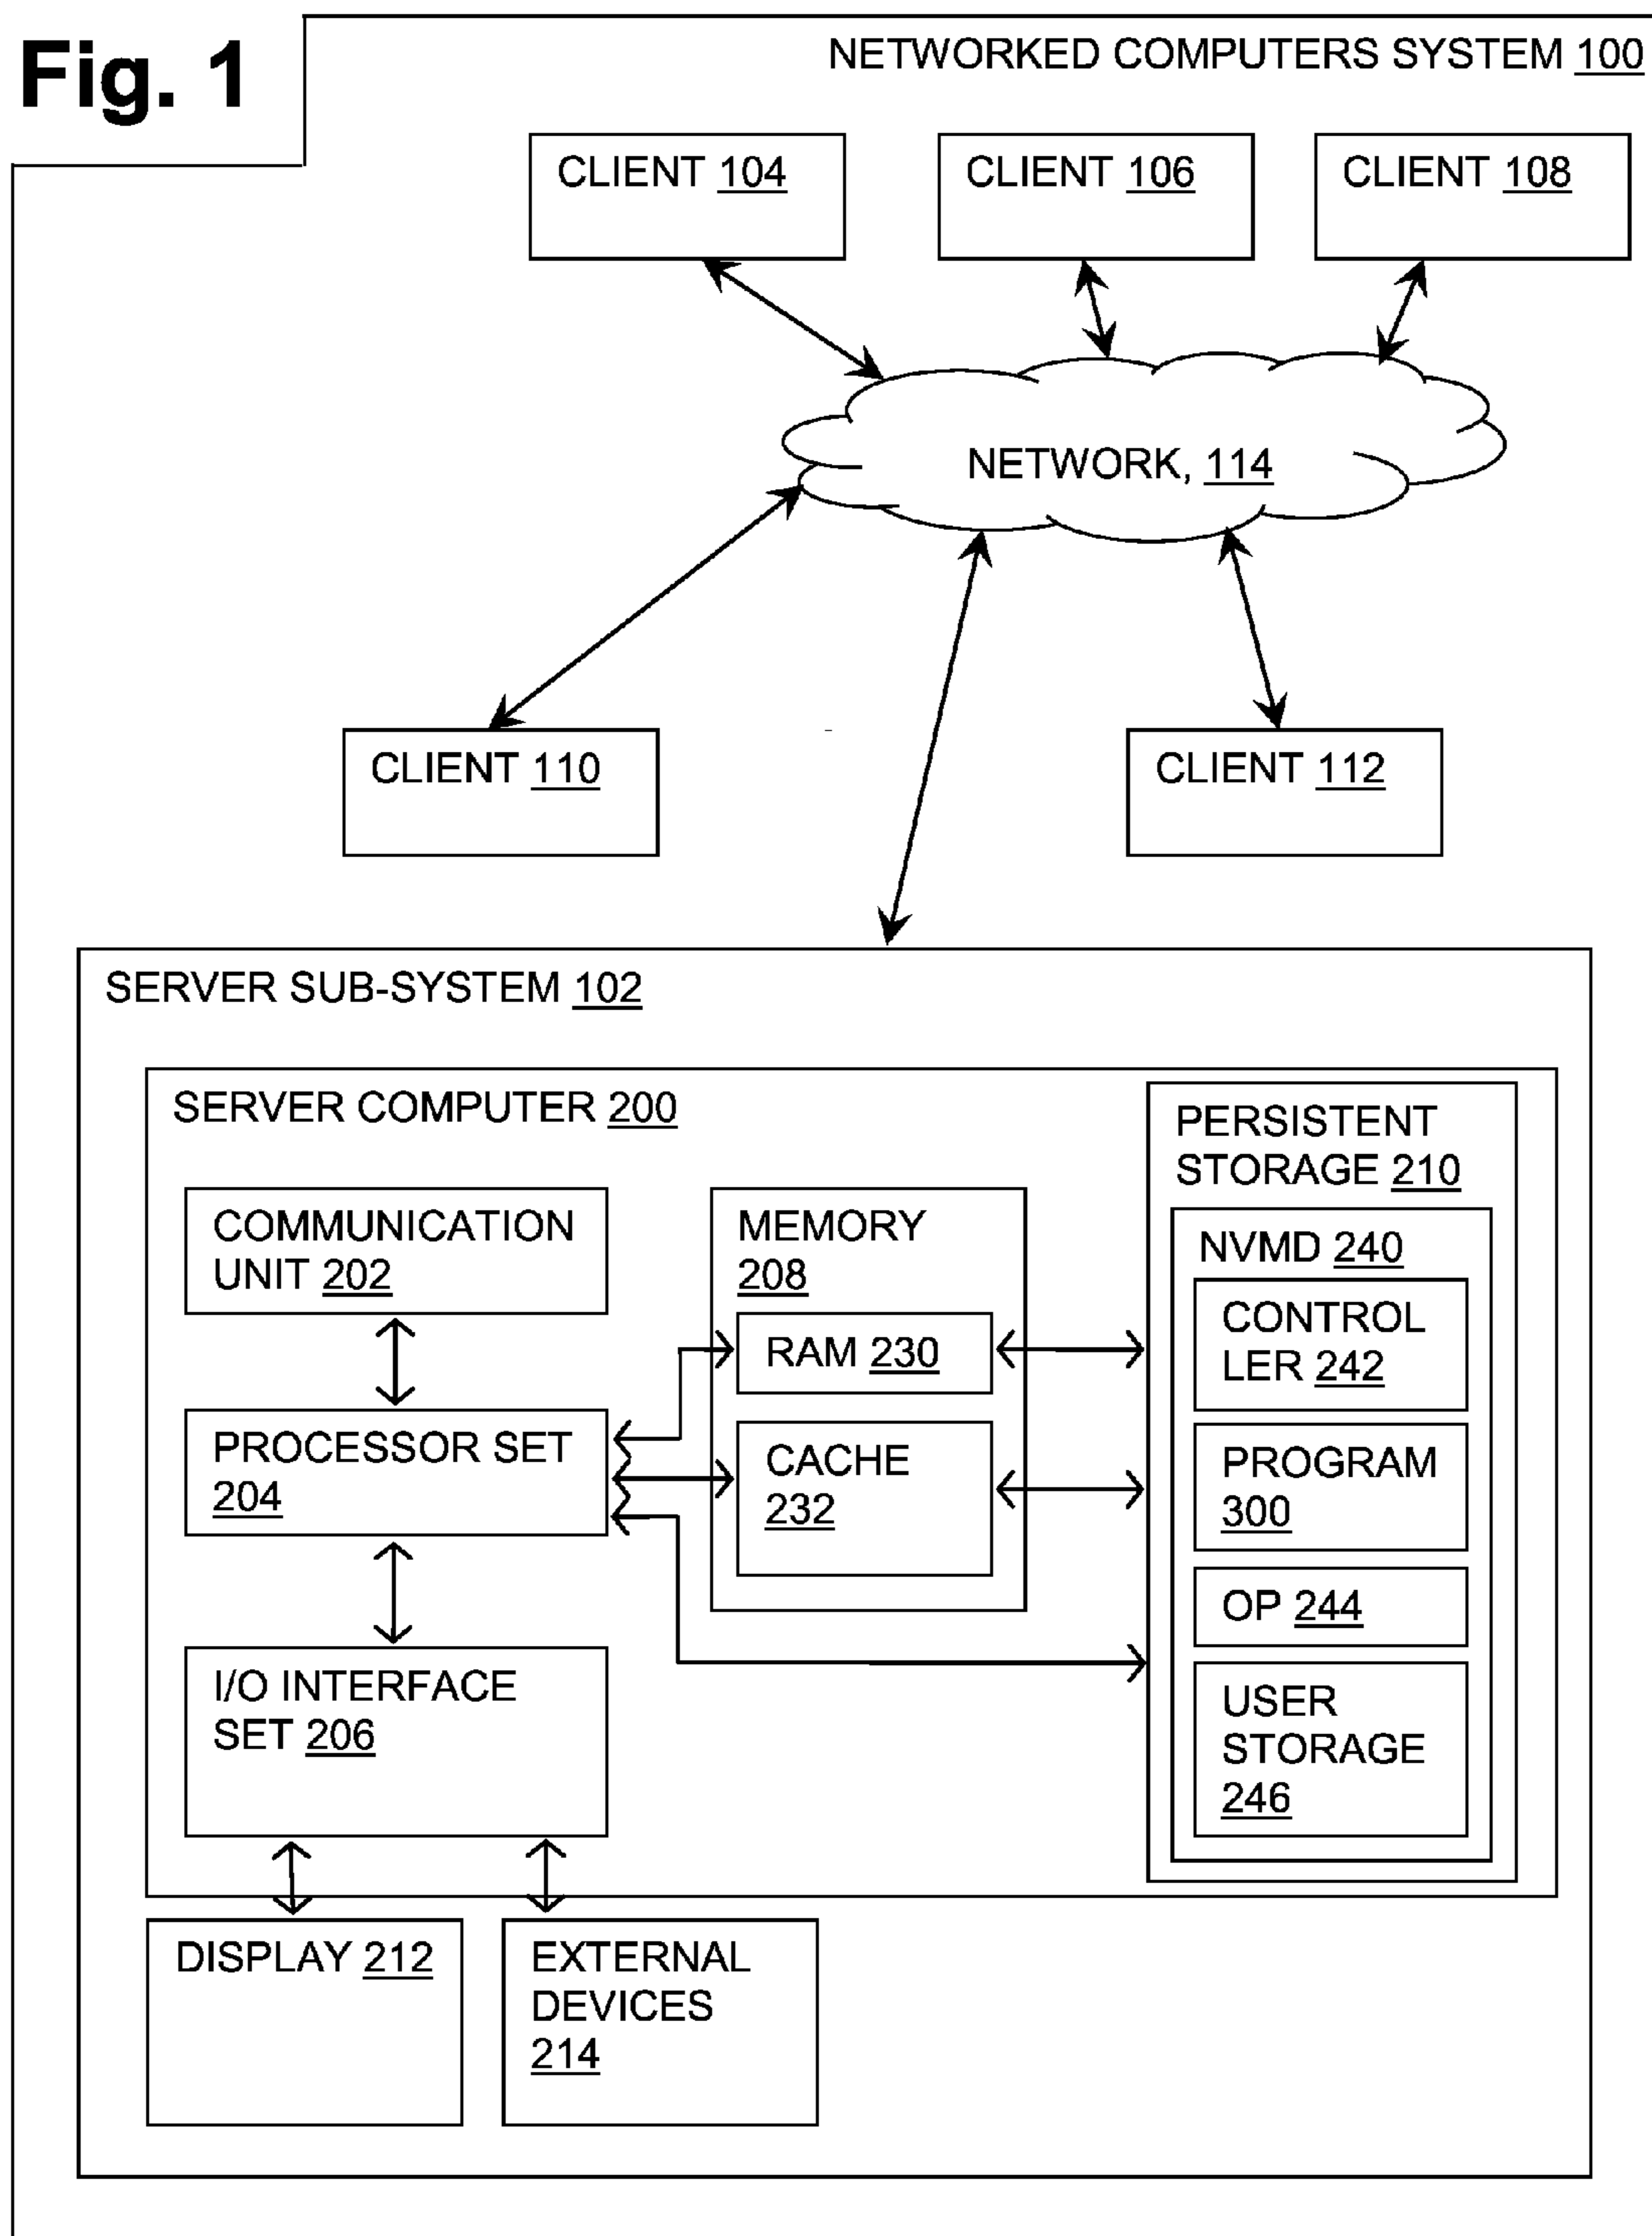 Fig. 1
NETWORKED COMPUTERS SYSTEM 100
CLIENT 104
CLIENT 106
CLIENT 108
NETWORK, 114
CLIENT 110
CLIENT 112
SERVER SUB-SYSTEM 102
SERVER COMPUTER 200
COMMUNICATION
UNIT 202
PROCESSOR SET
204
I/O INTERFACE
SET 206
MEMORY
208
RAM 230
CACHE
232
PERSISTENT
STORAGE 210
NVMD 240
CONTROL
LER 242
PROGRAM
300
OP 244
USER
STORAGE
246
DISPLAY 212
EXTERNAL
DEVICES
214